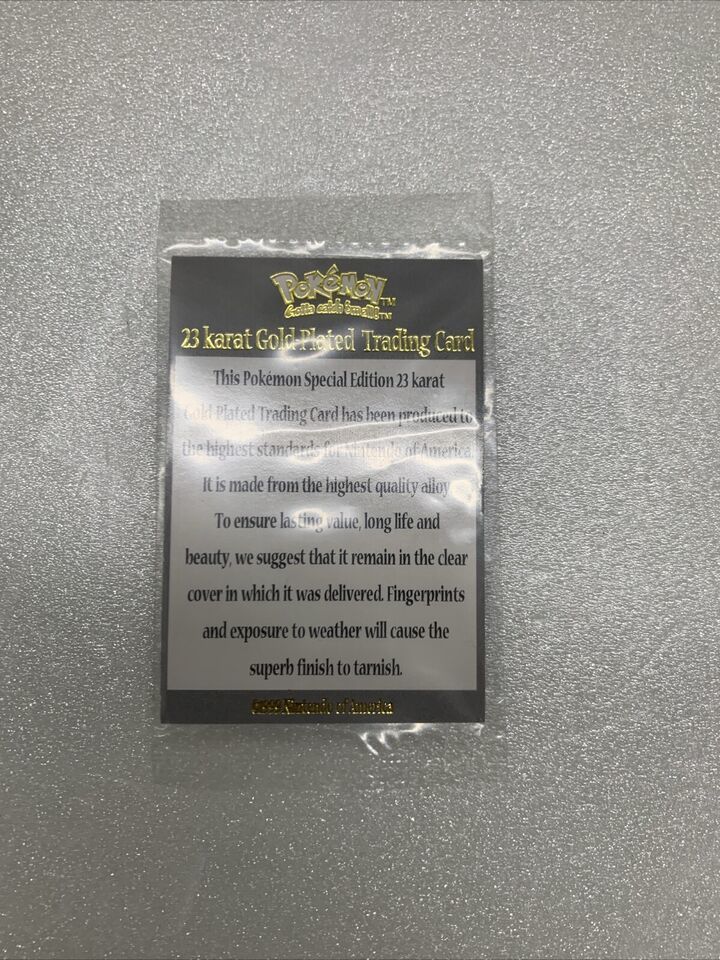 POKéMON™
Gotta catch 'em all!™
23 karat Gold-Plated Trading Card
This Pokémon Special Edition 23 karat
Gold-Plated Trading Card has been produced to
the highest standards for Nintendo of America.
It is made from the highest quality alloy.
To ensure lasting value, long life and
beauty, we suggest that it remain in the clear
cover in which it was delivered. Fingerprints
and exposure to weather will cause the
superb finish to tarnish.
©1999 Nintendo of America